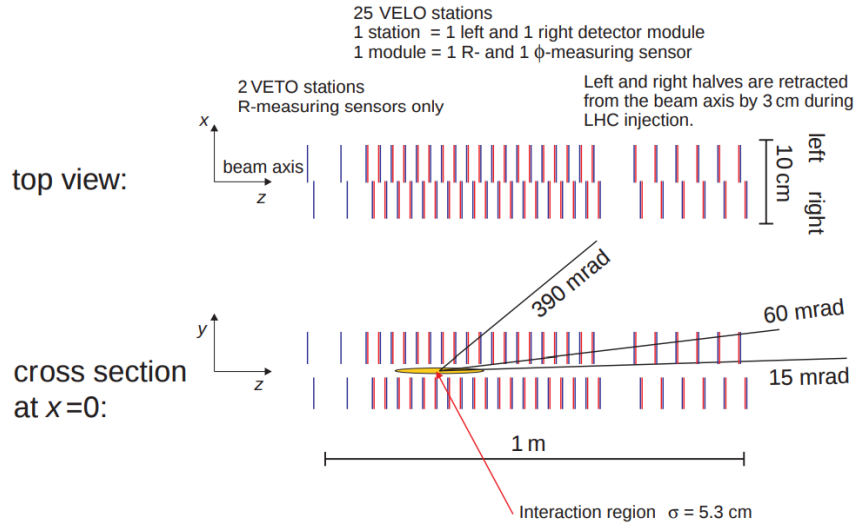 25 VELO stations
1 station = 1 left and 1 right detector module
1 module = 1 R- and 1 ϕ-measuring sensor
2 VETO stations
R-measuring sensors only
Left and right halves are retracted
from the beam axis by 3 cm during
LHC injection.
top view:
x
beam axis
z
left
right
10 cm
390 mrad
60 mrad
15 mrad
cross section
at x=0:
y
z
1 m
Interaction region σ = 5.3 cm